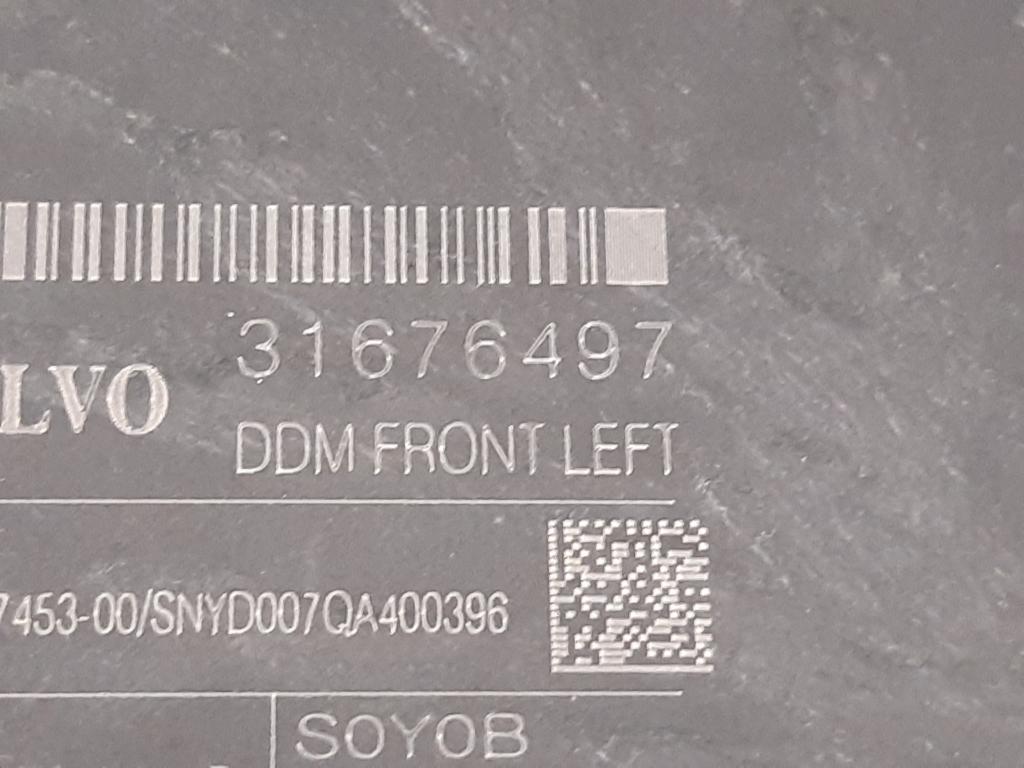 31676497
LVO
DDM FRONT LEFT
7453-00/SNYD007QA400396
SOYOB